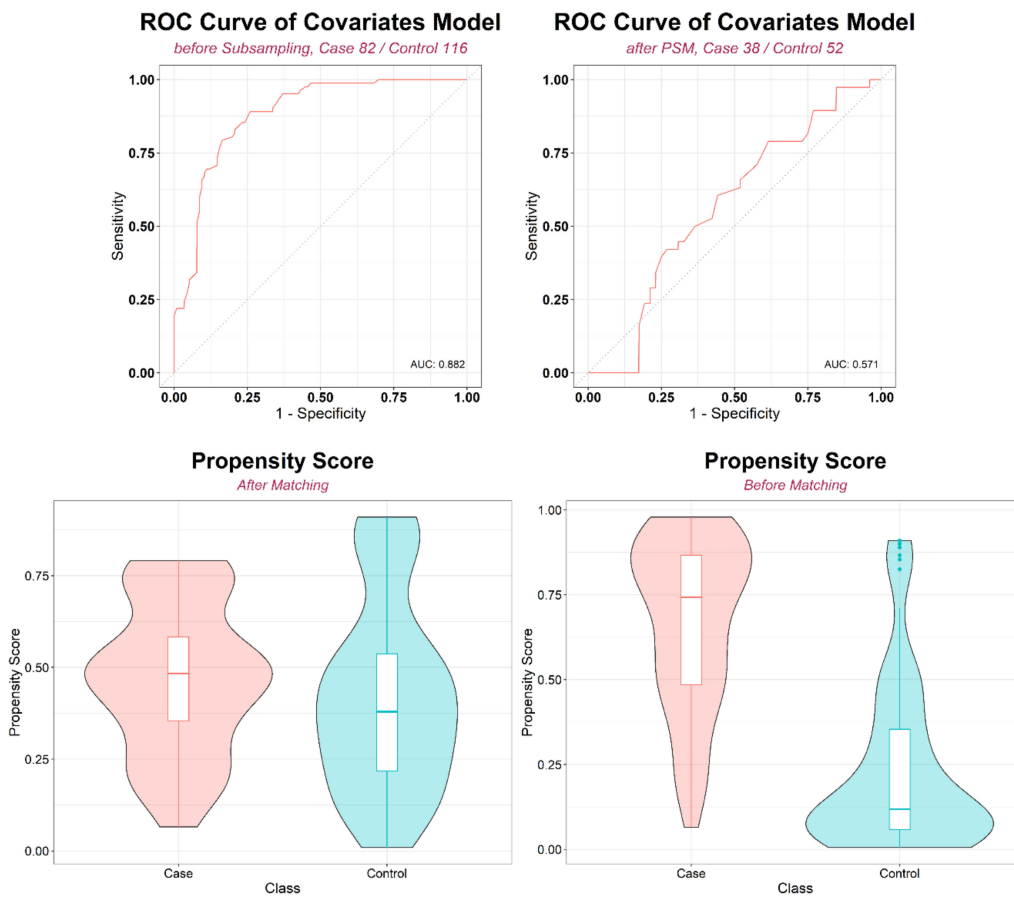 ROC Curve of Covariates Model
before Subsampling, Case 82 / Control 116
1.00
0.75
0.50
0.25
0.00
Sensitivity
AUC: 0.882
0.00 0.25 0.50 0.75 1.00
1 - Specificity
ROC Curve of Covariates Model
after PSM, Case 38 / Control 52
1.00
0.75
0.50
0.25
0.00
Sensitivity
AUC: 0.571
0.00 0.25 0.50 0.75 1.00
1 - Specificity
Propensity Score
After Matching
0.75
0.50
0.25
0.00
Propensity Score
Case Control
Class
Propensity Score
Before Matching
1.00
0.75
0.50
0.25
0.00
Propensity Score
Case Control
Class